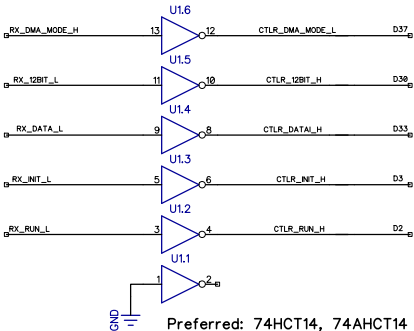 U1.6
RX_DMA_MODE_H 13 12 CTLR_DMA_MODE_L D37
U1.5
RX_12BIT_L 11 10 CTLR_12BIT_H D30
U1.4
RX_DATA_L 9 8 CTLR_DATAI_H D33
U1.3
RX_INIT_L 5 6 CTLR_INIT_H D3
U1.2
RX_RUN_L 3 4 CTLR_RUN_H D2
U1.1
1 2
GND
Preferred: 74HCT14, 74AHCT14